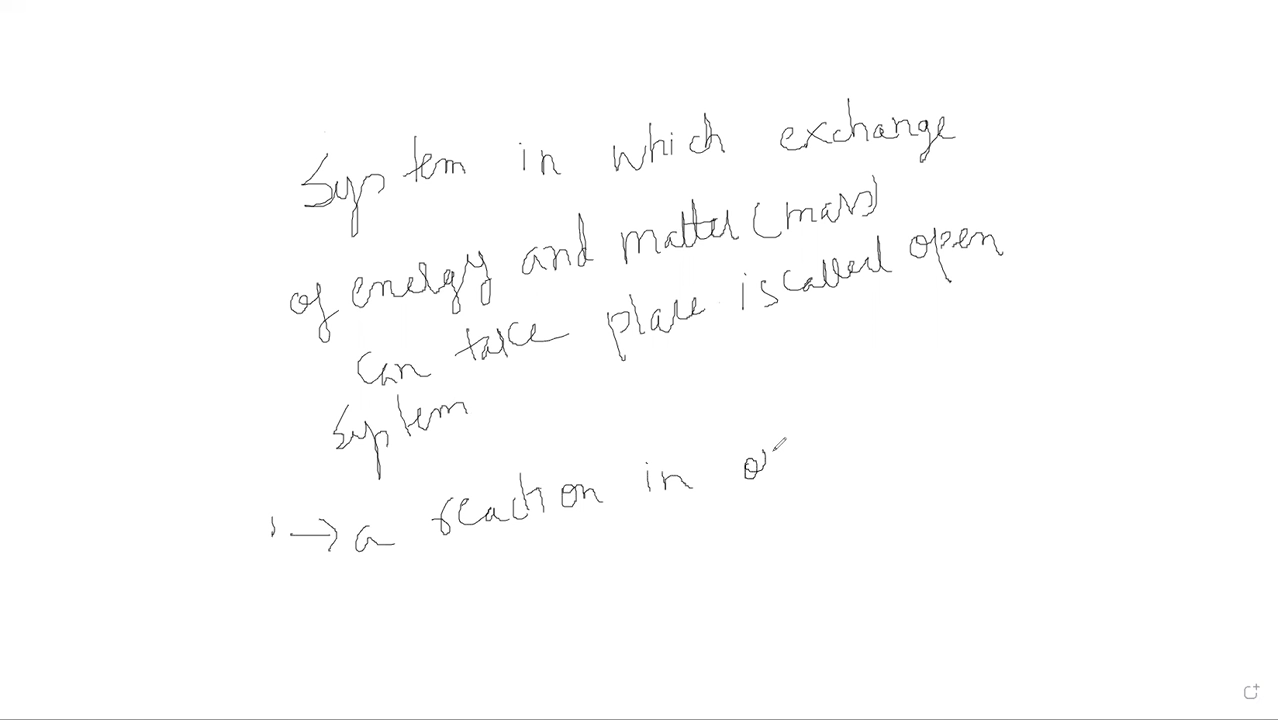 System in which exchange
of energy and matter (mass)
can take place is called open
System
→ a reaction in